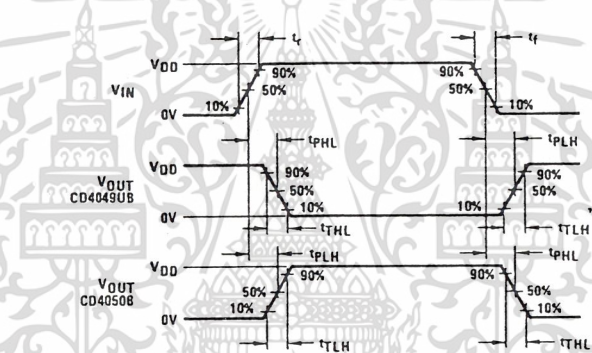 tr
tf
VDD
90%
90%
VIN
50%
50%
10%
10%
0V
tPHL
tPLH
VDD
90%
90%
VOUT
CD4049UB
50%
50%
10%
10%
0V
tTHL
tTLH
tPLH
tPHL
VDD
90%
90%
VOUT
CD4050B
50%
50%
10%
10%
0V
tTLH
tTHL